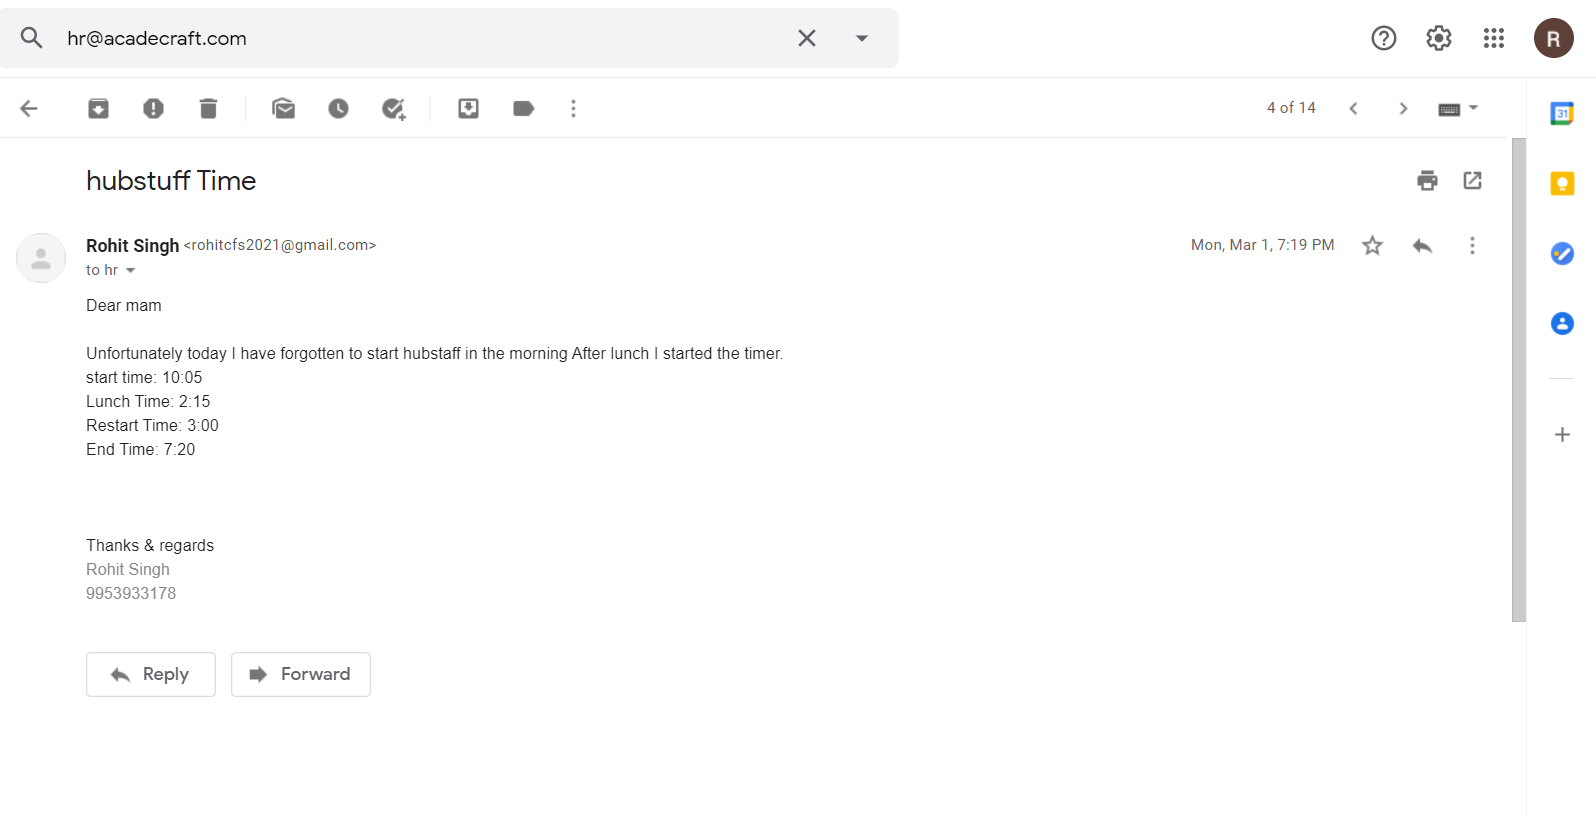 hr@acadecraft.com
R
4 of 14
31
hubstuff Time
Rohit Singh <rohitcfs2021@gmail.com>
Mon, Mar 1, 7:19 PM
to hr
Dear mam
Unfortunately today I have forgotten to start hubstaff in the morning After lunch I started the timer.
start time: 10:05
Lunch Time: 2:15
Restart Time: 3:00
End Time: 7:20
Thanks & regards
Rohit Singh
9953933178
Reply
Forward